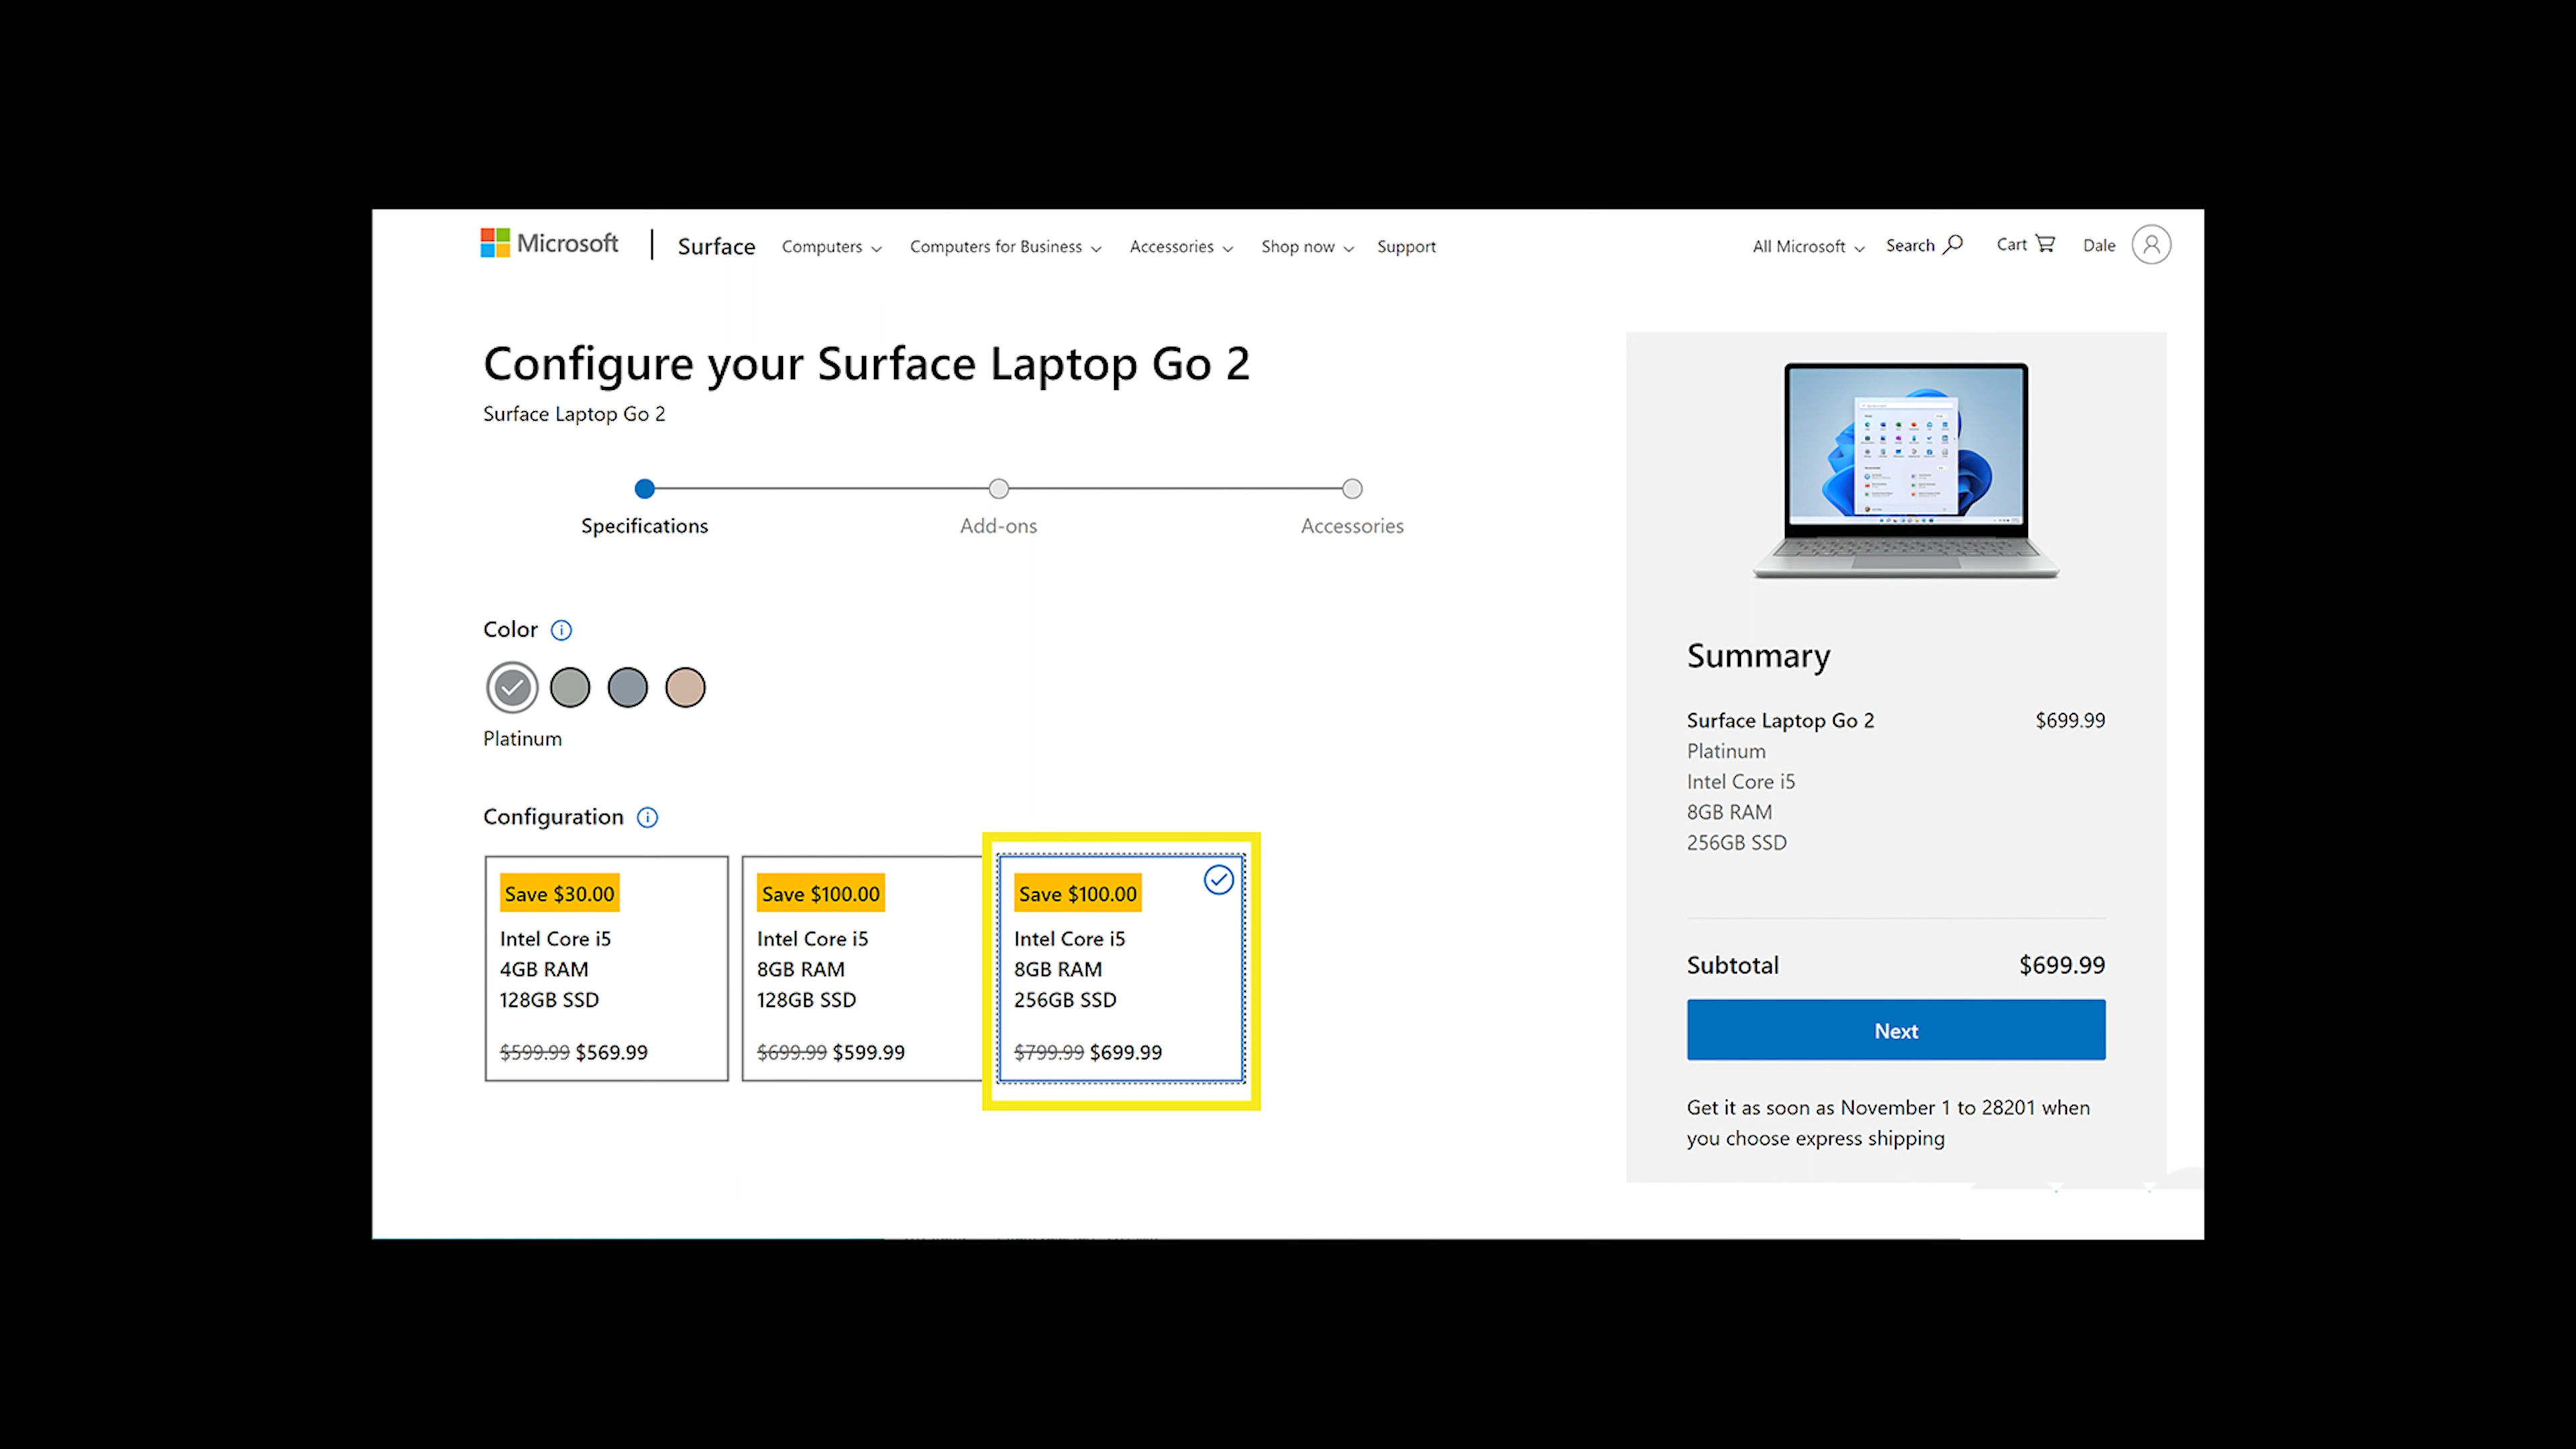 Microsoft | Surface Computers Computers for Business Accessories Shop now Support All Microsoft Search Cart Dale
Configure your Surface Laptop Go 2
Surface Laptop Go 2
Specifications Add-ons Accessories
Color
Platinum
Configuration
Save $30.00
Intel Core i5
4GB RAM
128GB SSD
$599.99 $569.99
Save $100.00
Intel Core i5
8GB RAM
128GB SSD
$699.99 $599.99
Save $100.00
Intel Core i5
8GB RAM
256GB SSD
$799.99 $699.99
Summary
Surface Laptop Go 2 $699.99
Platinum
Intel Core i5
8GB RAM
256GB SSD
Subtotal $699.99
Next
Get it as soon as November 1 to 28201 when
you choose express shipping